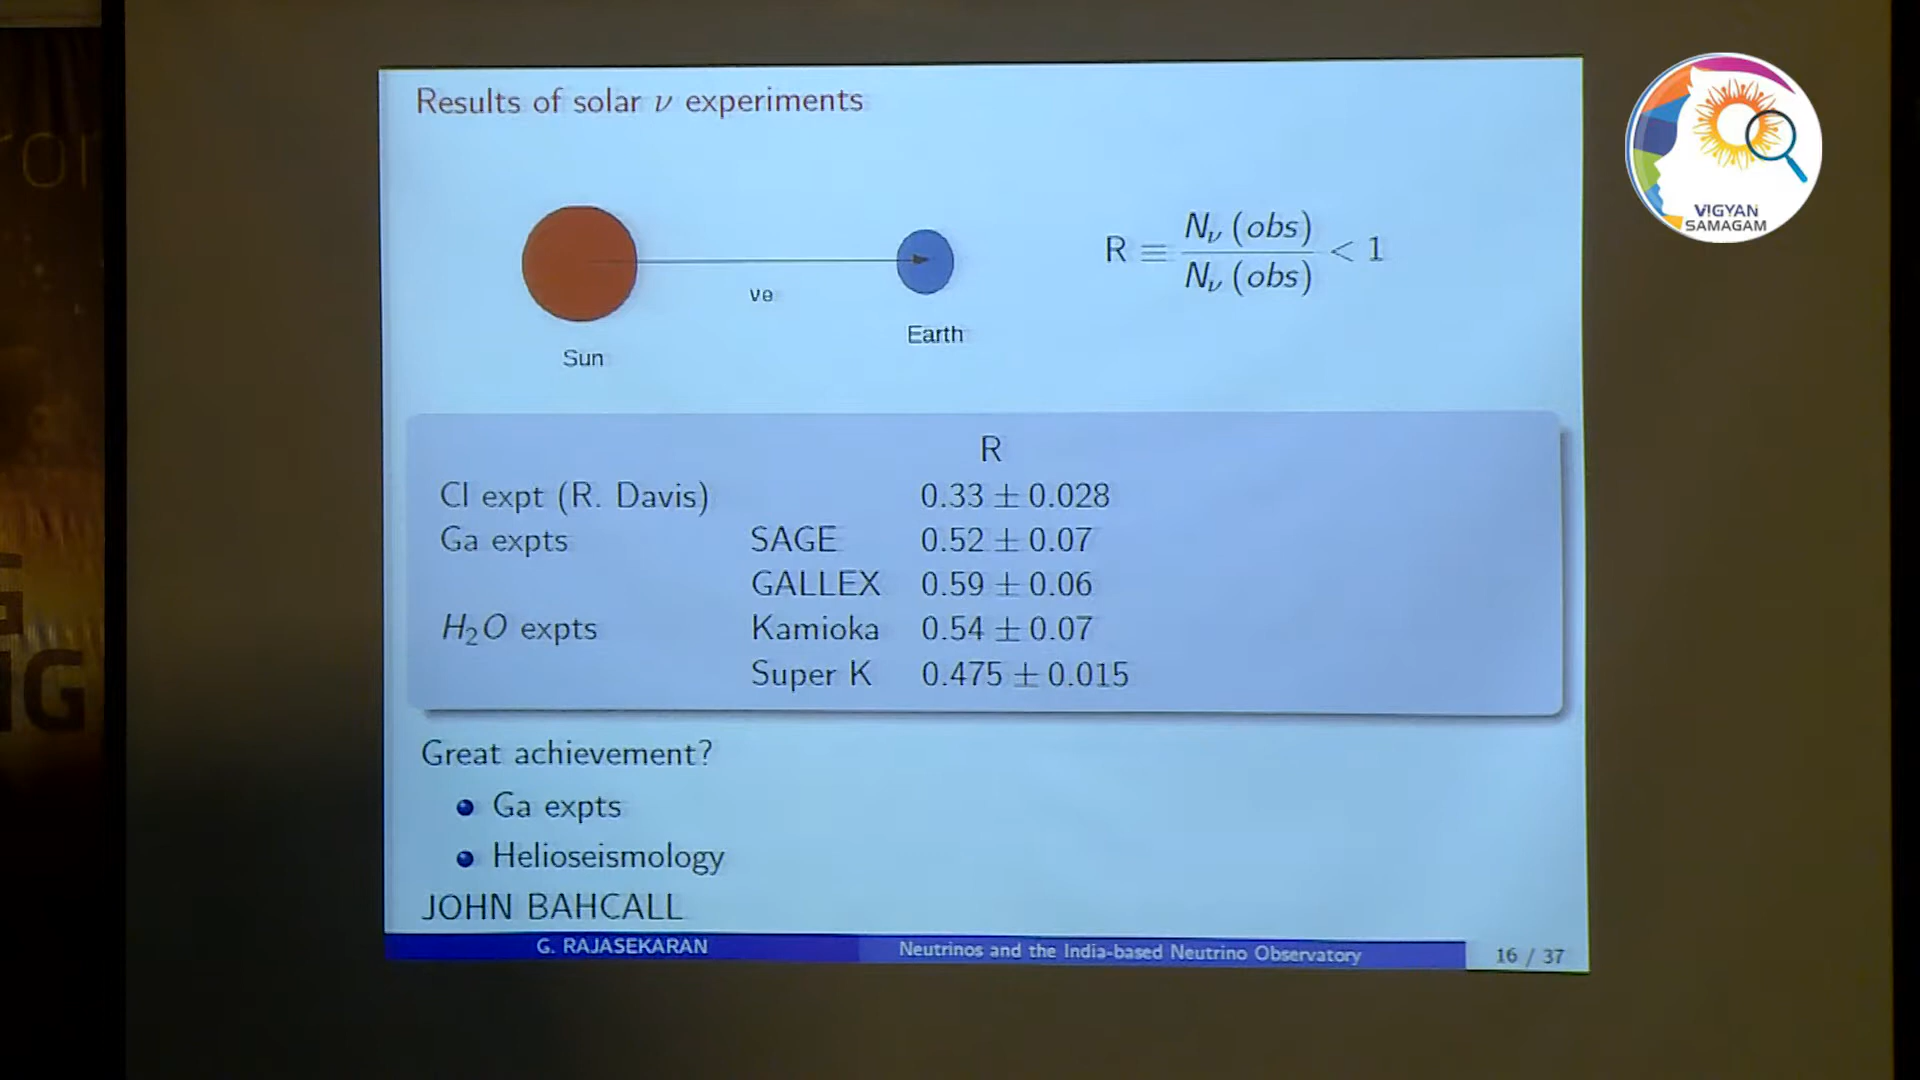 Results of solar ν experiments
VIGYAN
SAMAGAM
R ≡ Nν (obs) / Nν (obs) < 1
νe
Earth
Sun
R
Cl expt (R. Davis) 0.33 ± 0.028
Ga expts SAGE 0.52 ± 0.07
GALLEX 0.59 ± 0.06
H2O expts Kamioka 0.54 ± 0.07
Super K 0.475 ± 0.015
Great achievement?
Ga expts
Helioseismology
JOHN BAHCALL
G. RAJASEKARAN Neutrinos and the India-based Neutrino Observatory 16 / 37